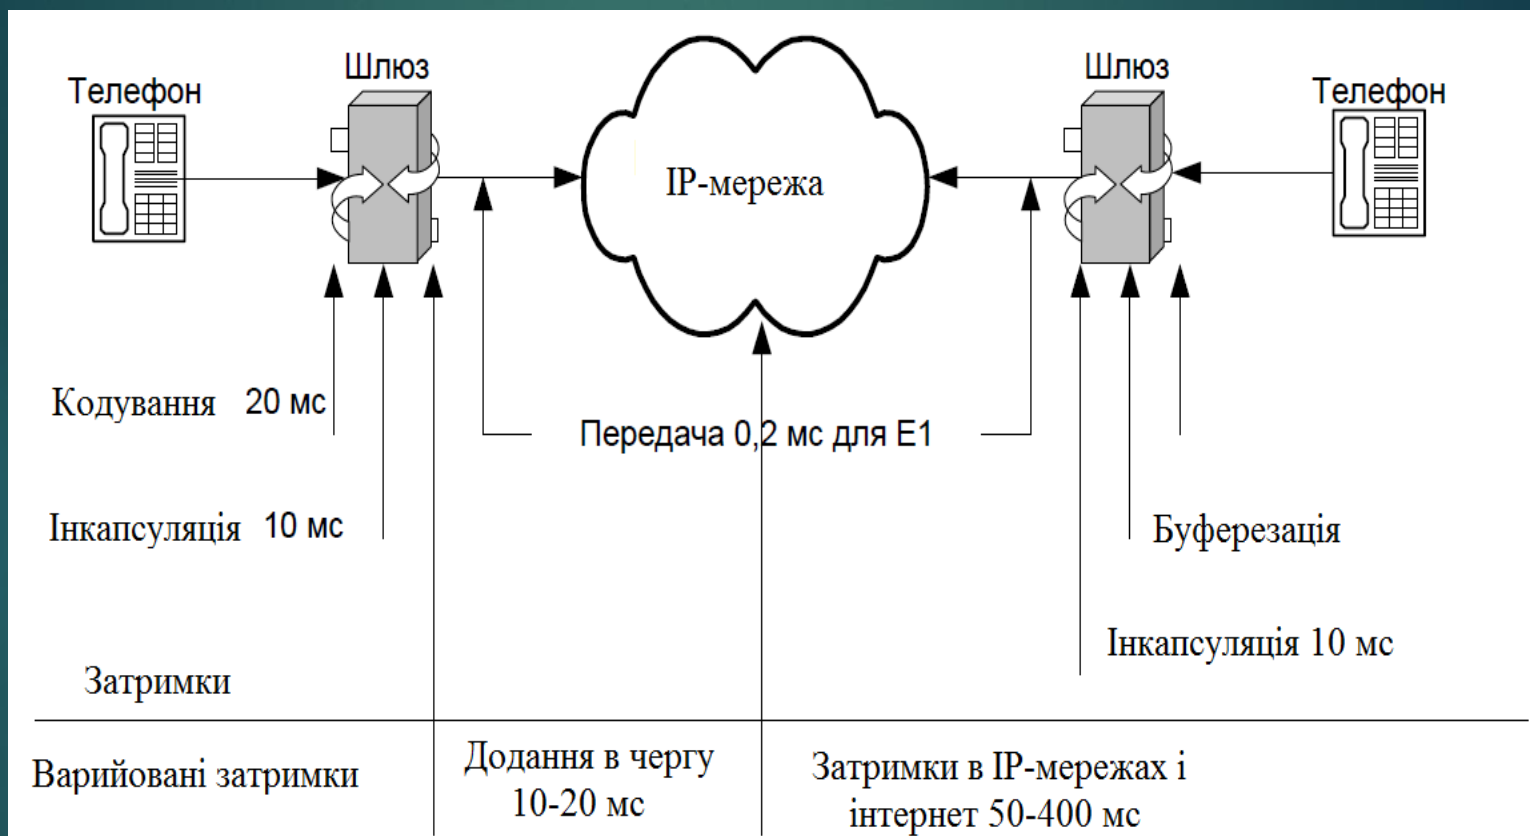 Шлюз
Шлюз
Телефон
Телефон
IP-мережа
Кодування 20 мс
Передача 0,2 мс для E1
Інкапсуляція 10 мс
Буферезація
Інкапсуляція 10 мс
Затримки
Варийовані затримки
Додання в чергу
10-20 мс
Затримки в IP-мережах і
інтернет 50-400 мс